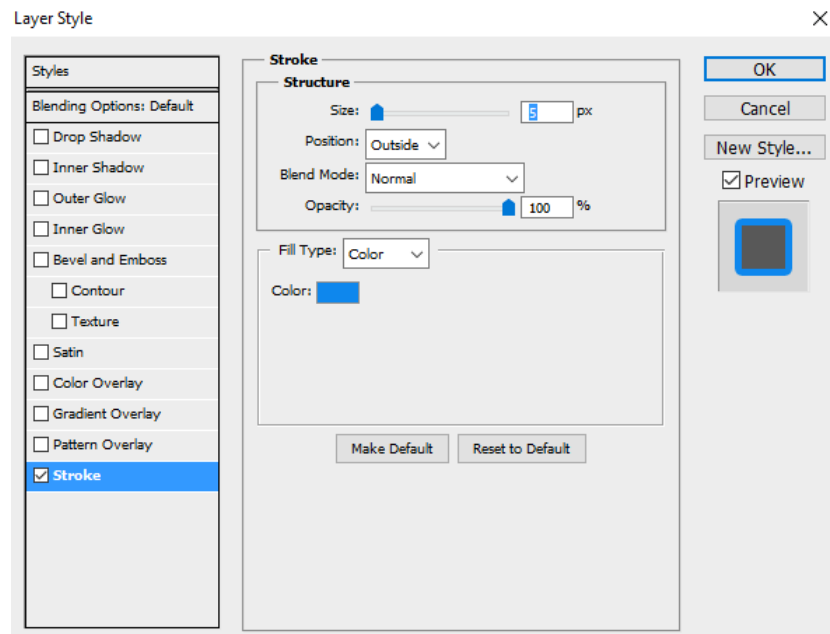 Layer Style
Styles
Blending Options: Default
Drop Shadow
Inner Shadow
Outer Glow
Inner Glow
Bevel and Emboss
Contour
Texture
Satin
Color Overlay
Gradient Overlay
Pattern Overlay
Stroke
Stroke
Structure
Size: 5 px
Position: Outside
Blend Mode: Normal
Opacity: 100 %
Fill Type: Color
Color:
Make Default Reset to Default
OK
Cancel
New Style...
Preview